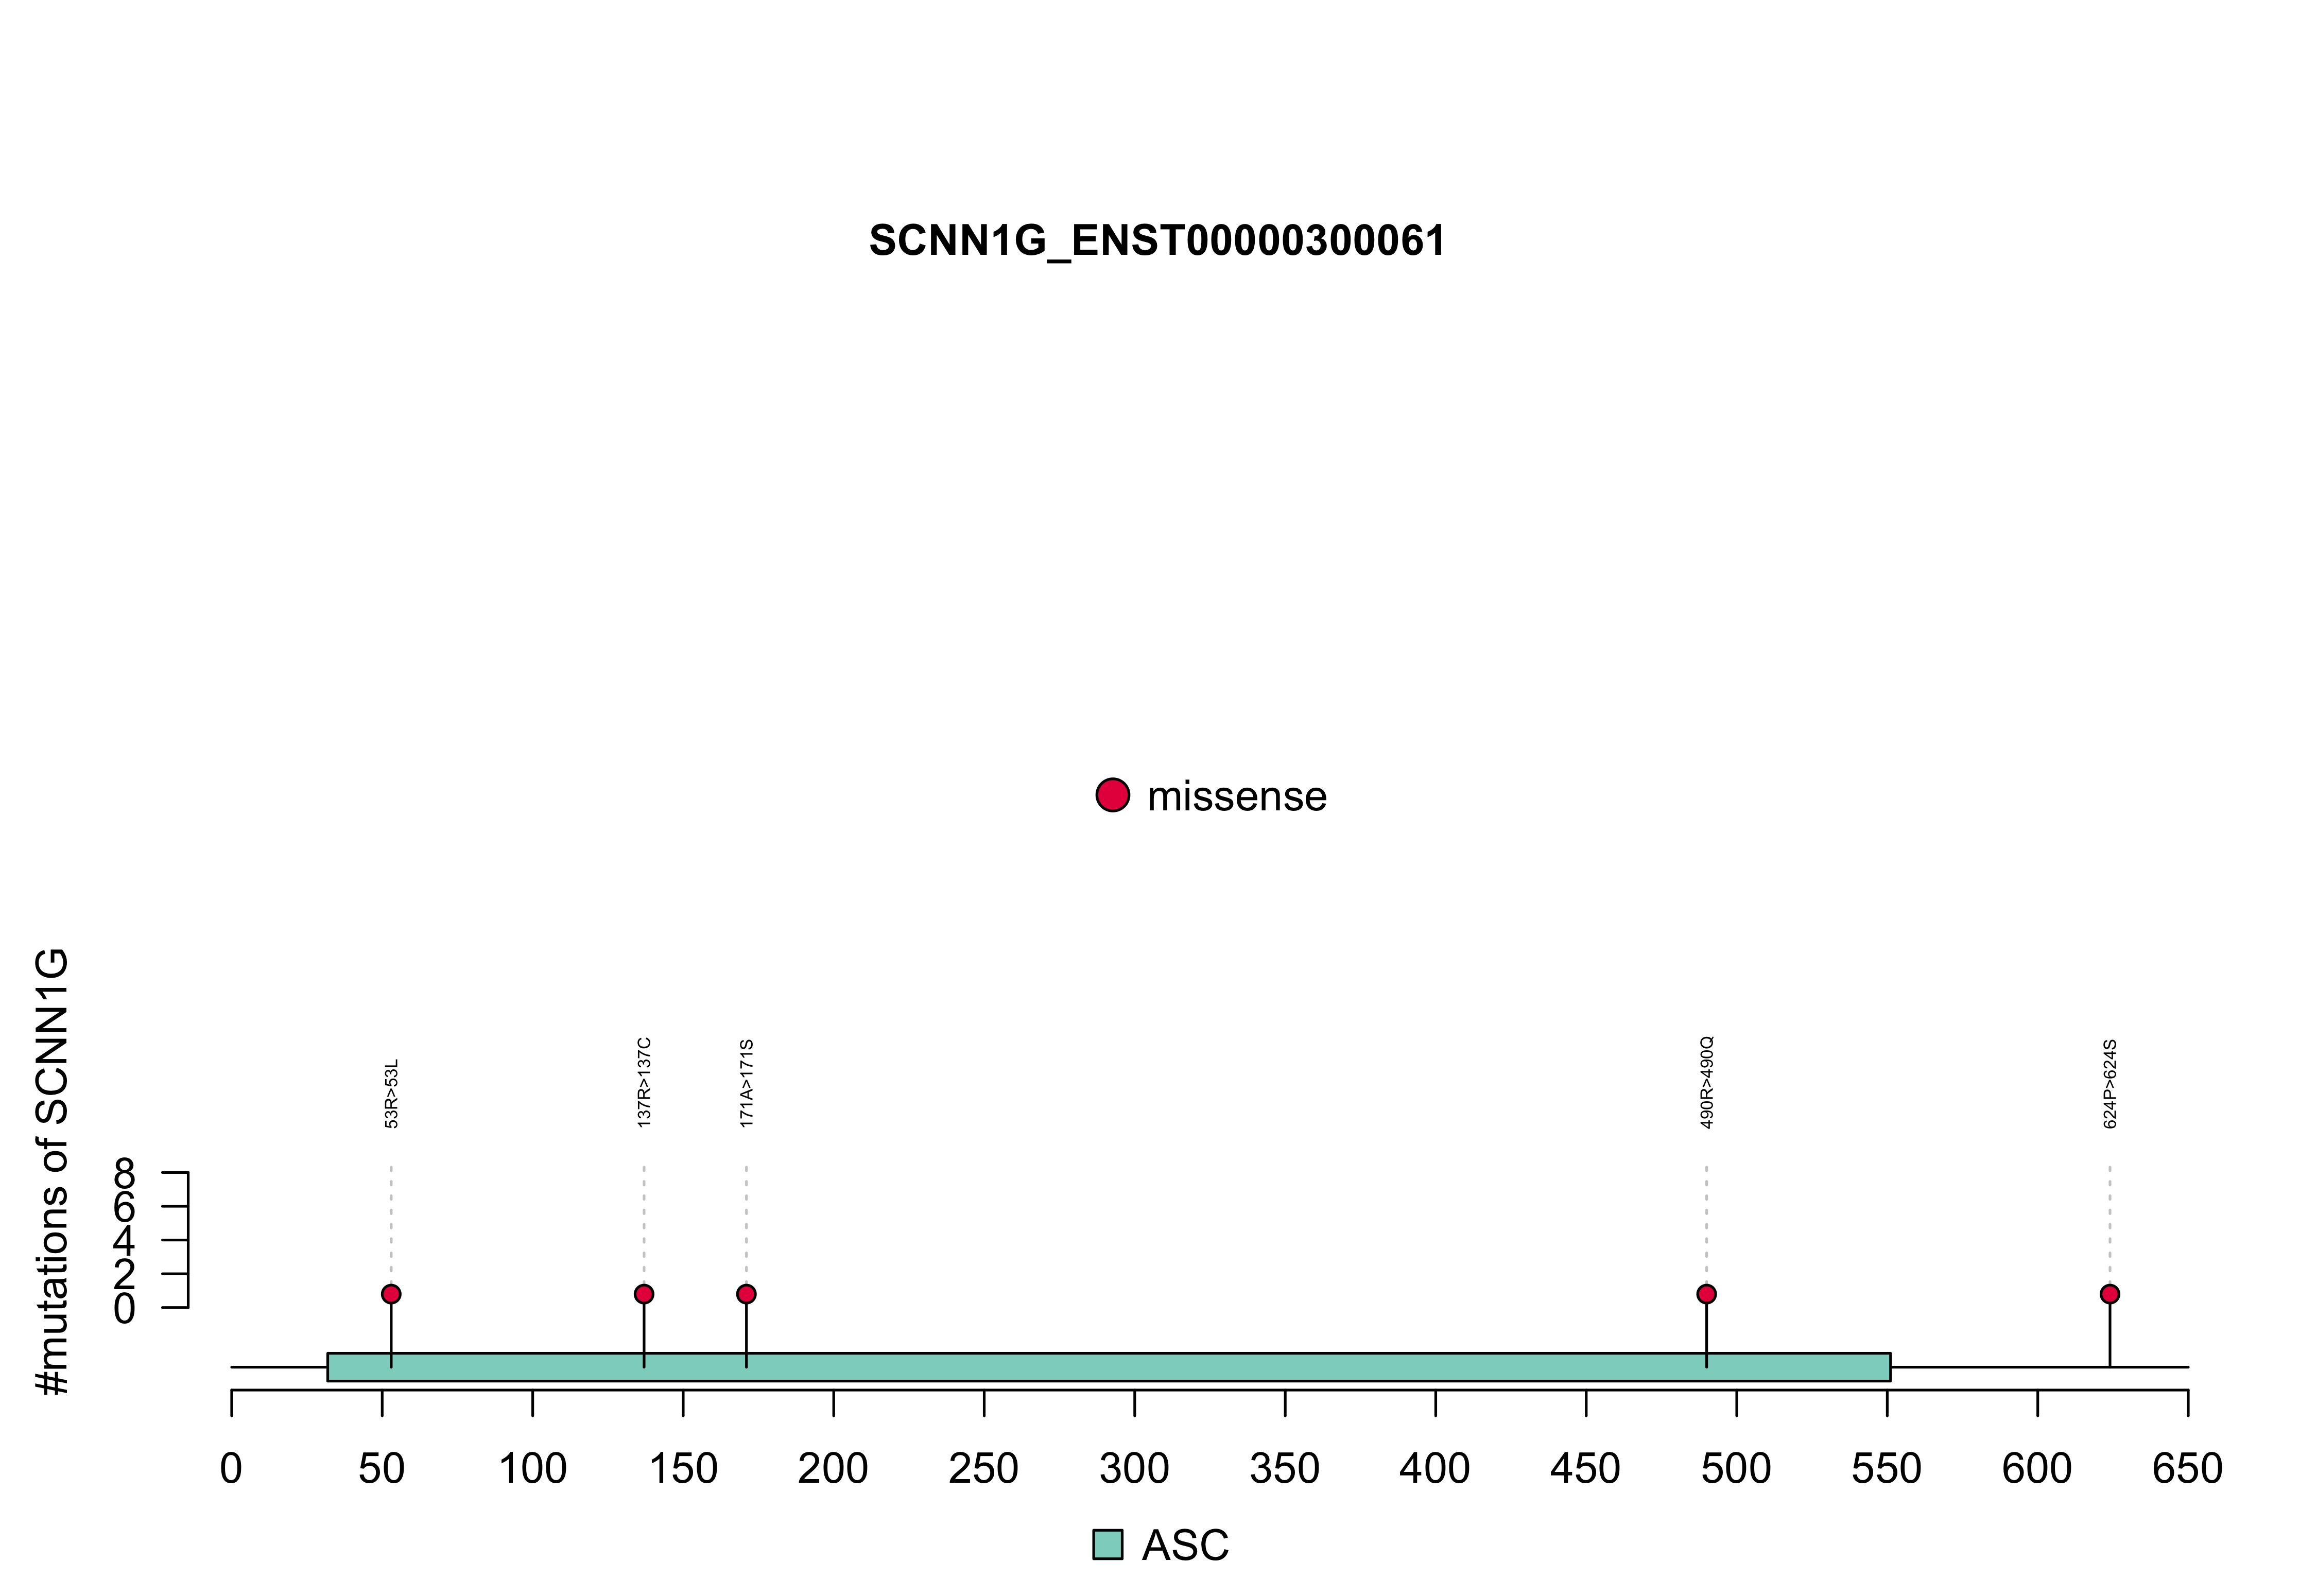 SCNN1G_ENST00000300061
missense
#mutations of SCNN1G
53R>53L
137R>137C
171A>171S
490R>490Q
624P>624S
8
6
4
2
0
0 50 100 150 200 250 300 350 400 450 500 550 600 650
ASC